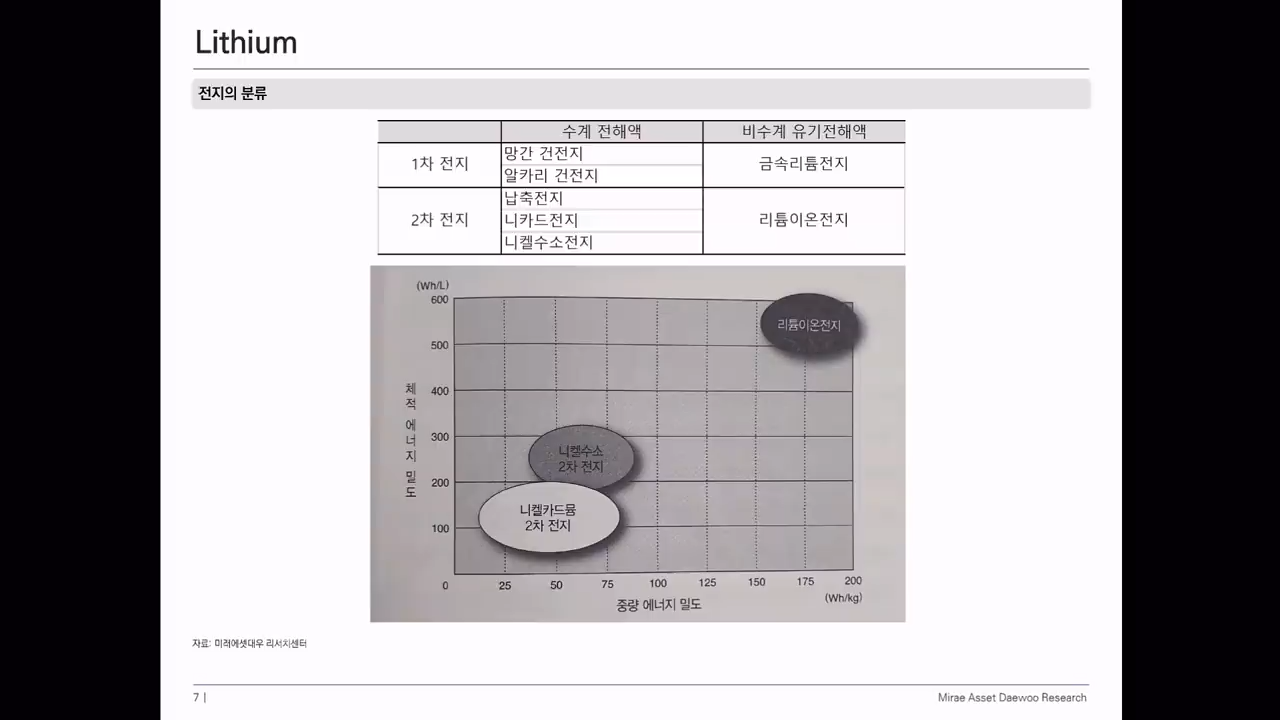 Lithium
전지의 분류
수계 전해액 비수계 유기전해액
1차 전지 망간 건전지 금속리튬전지
알카리 건전지
2차 전지 납축전지 리튬이온전지
니카드전지
니켈수소전지
(Wh/L)
600
500
400
300
200
100
0
체적 에너지 밀도
리튬이온전지
니켈수소
2차 전지
니켈카드뮴
2차 전지
25 50 75 100 125 150 175 200
(Wh/kg)
중량 에너지 밀도
자료: 미래에셋대우 리서치센터
7 | Mirae Asset Daewoo Research